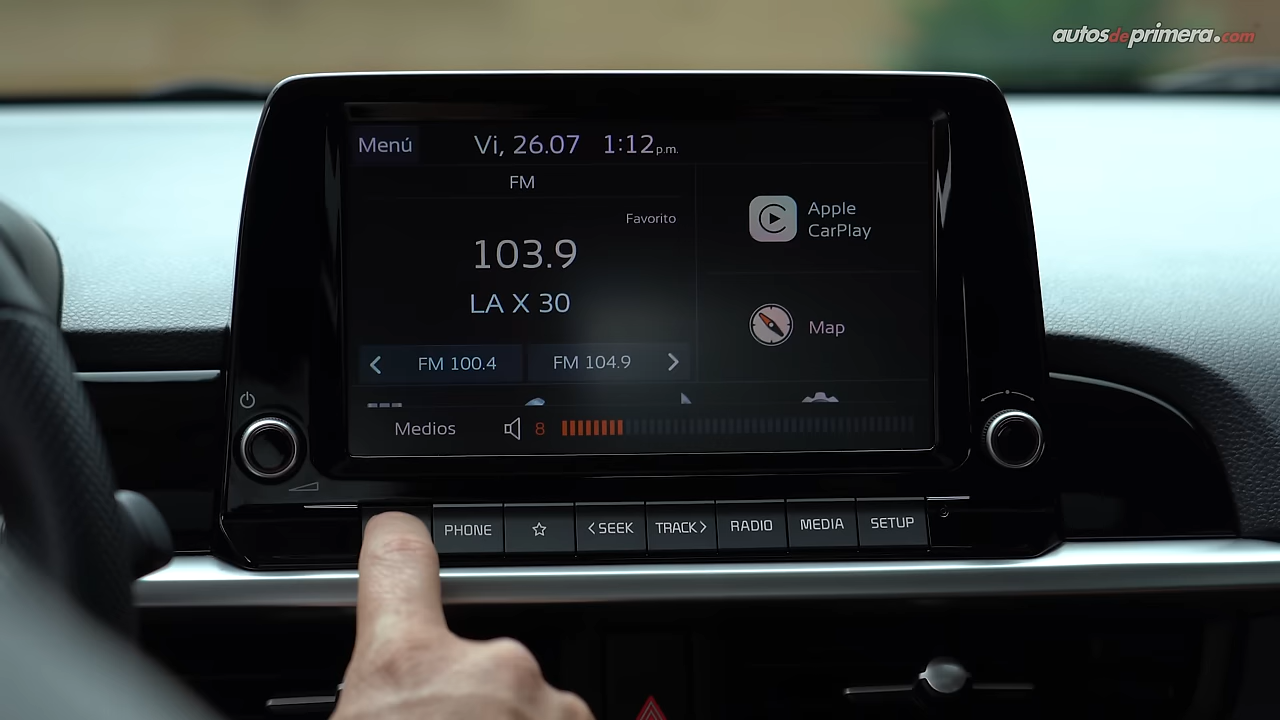 autosdeprimera.com
Menú
Vi, 26.07 1:12 p.m.
FM
Favorito
103.9
LA X 30
Apple
CarPlay
Map
< FM 100.4
FM 104.9 >
Medios
8
PHONE
☆
<SEEK
TRACK>
RADIO
MEDIA
SETUP